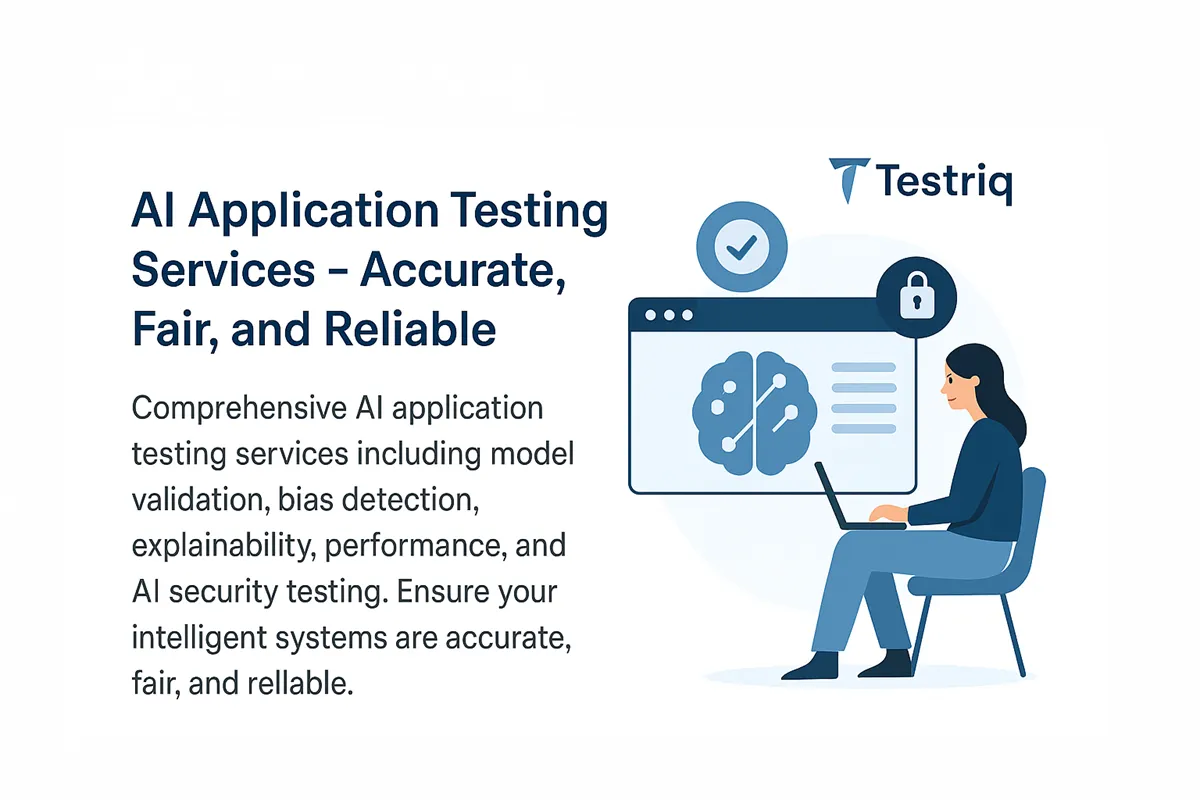 Testriq
AI Application Testing
Services – Accurate,
Fair, and Reliable
Comprehensive AI application
testing services including model
validation, bias detection,
explainability, performance, and
AI security testing. Ensure your
intelligent systems are accurate,
fair, and rellable.